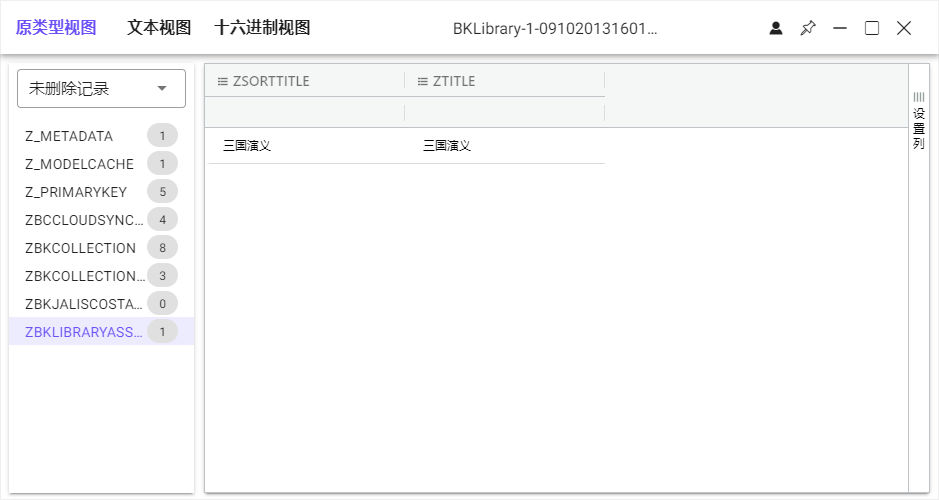 原类型视图 文本视图 十六进制视图 BKLibrary-1-091020131601...
未删除记录
Z_METADATA 1
Z_MODELCACHE 1
Z_PRIMARYKEY 5
ZBCCLOUDSYNC... 4
ZBKCOLLECTION 8
ZBKCOLLECTION... 3
ZBKJALISCOSTA... 0
ZBKLIBRARYASS... 1
ZSORTTITLE ZTITLE
三国演义 三国演义
设置列